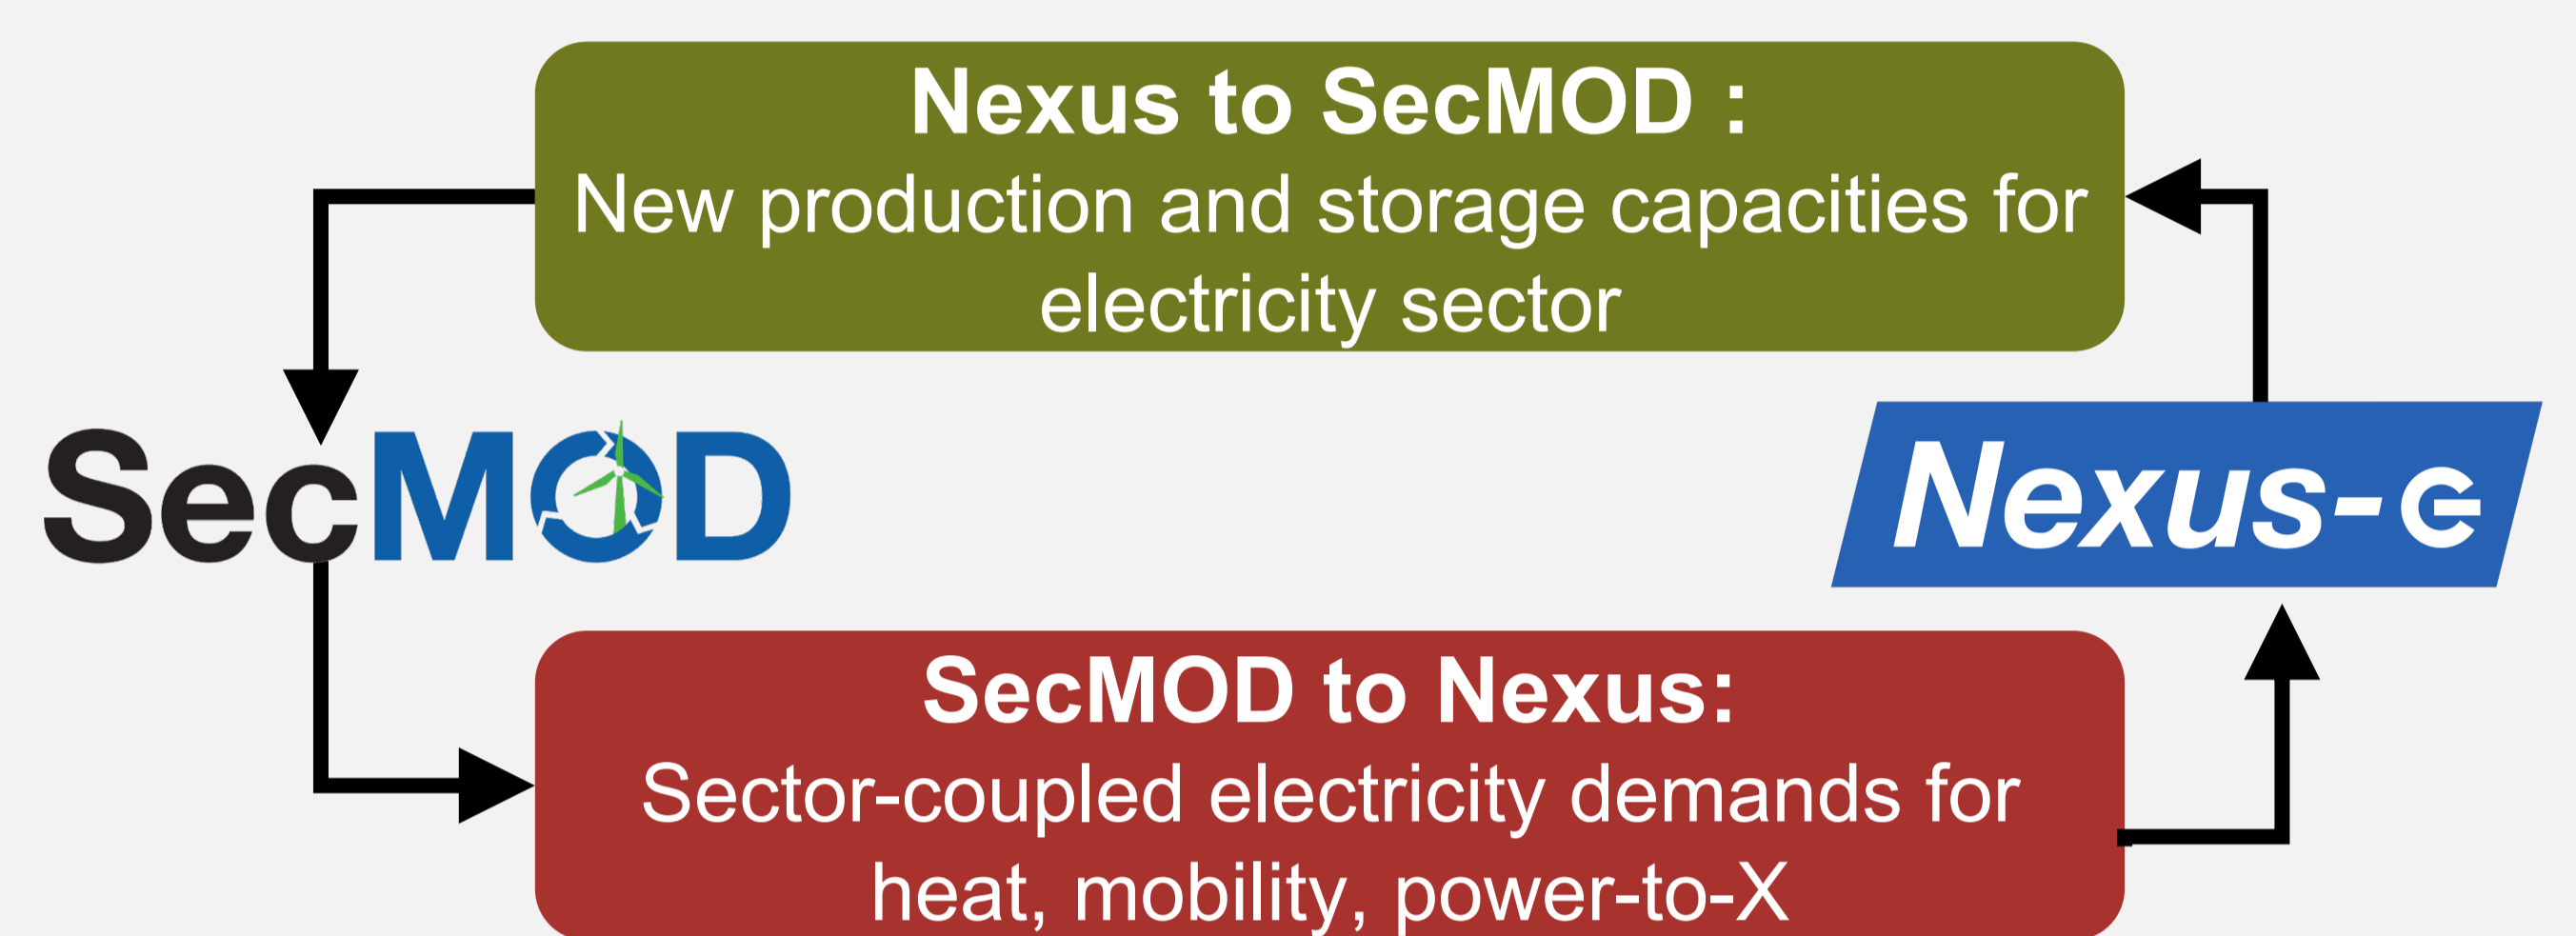 Nexus to SecMOD :
New production and storage capacities for
electricity sector
SecMOD
Nexus-e
SecMOD to Nexus:
Sector-coupled electricity demands for
heat, mobility, power-to-X